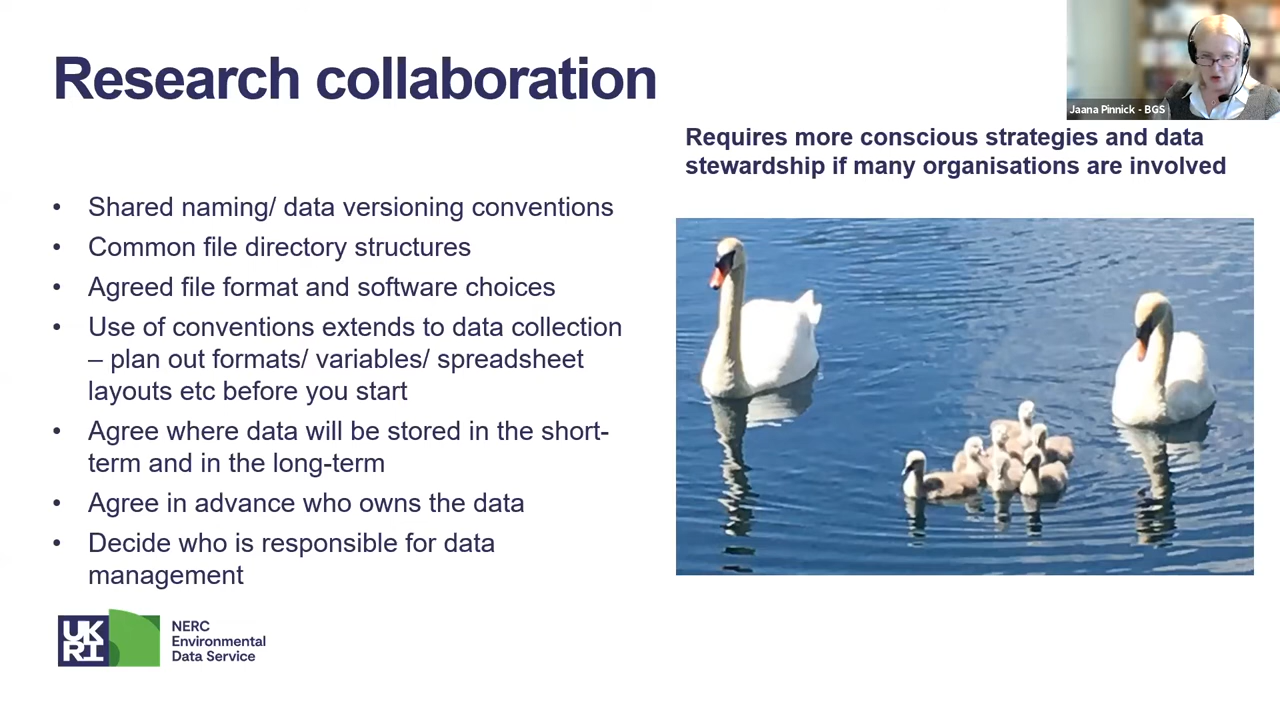 Research collaboration
Jaana Pinnick - BGS
Requires more conscious strategies and data
stewardship if many organisations are involved
• Shared naming/ data versioning conventions
• Common file directory structures
• Agreed file format and software choices
• Use of conventions extends to data collection
– plan out formats/ variables/ spreadsheet
layouts etc before you start
• Agree where data will be stored in the short-
term and in the long-term
• Agree in advance who owns the data
• Decide who is responsible for data
management
UK
RI
NERC
Environmental
Data Service